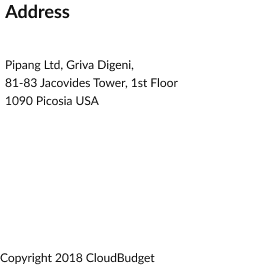 Address
Pipang Ltd, Griva Digeni,
81-83 Jacovides Tower, 1st Floor
1090 Picosia USA
Copyright 2018 CloudBudget